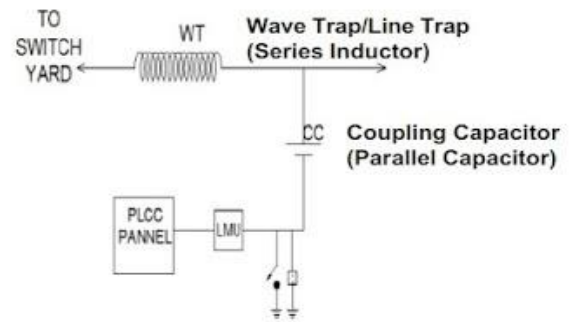 TO
SWITCH
YARD
WT
Wave Trap/Line Trap
(Series Inductor)
CC
Coupling Capacitor
(Parallel Capacitor)
PLCC
PANNEL
LMU